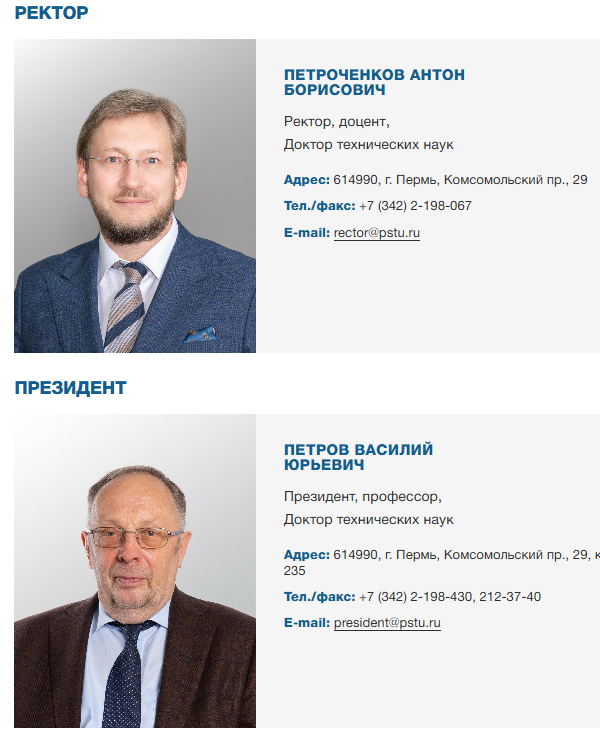 РЕКТОР
ПЕТРОЧЕНКОВ АНТОН
БОРИСОВИЧ
Ректор, доцент,
Доктор технических наук
Адрес: 614990, г. Пермь, Комсомольский пр., 29
Тел./факс: +7 (342) 2-198-067
E-mail: rector@pstu.ru
ПРЕЗИДЕНТ
ПЕТРОВ ВАСИЛИЙ
ЮРЬЕВИЧ
Президент, профессор,
Доктор технических наук
Адрес: 614990, г. Пермь, Комсомольский пр., 29, к
235
Тел./факс: +7 (342) 2-198-430, 212-37-40
E-mail: president@pstu.ru